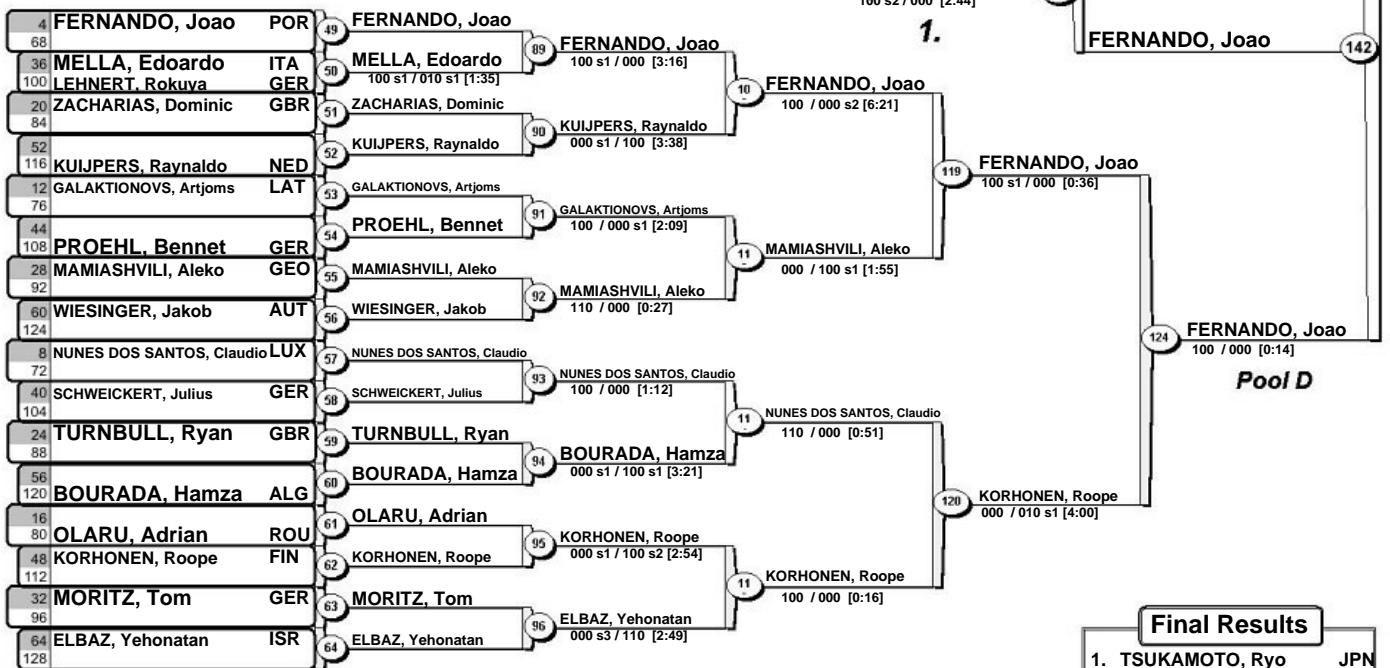 100 s2 / 000 [2:44]
1.
FERNANDO, Joao
142
4 FERNANDO, Joao POR
68
36 MELLA, Edoardo ITA
100 LEHNERT, Rokuya GER
20 ZACHARIAS, Dominic GBR
84
52
116 KUIJPERS, Raynaldo NED
12 GALAKTIONOVS, Artjoms LAT
76
44
108 PROEHL, Bennet GER
28 MAMIASHVILI, Aleko GEO
92
60 WIESINGER, Jakob AUT
124
8 NUNES DOS SANTOS, Claudio LUX
72
40 SCHWEICKERT, Julius GER
104
24 TURNBULL, Ryan GBR
88
56
120 BOURADA, Hamza ALG
16
80 OLARU, Adrian ROU
48 KORHONEN, Roope FIN
112
32 MORITZ, Tom GER
96
64 ELBAZ, Yehonatan ISR
128
49 FERNANDO, Joao
50 MELLA, Edoardo
100 s1 / 010 s1 [1:35]
51 ZACHARIAS, Dominic
52 KUIJPERS, Raynaldo
53 GALAKTIONOVS, Artjoms
54 PROEHL, Bennet
55 MAMIASHVILI, Aleko
56 WIESINGER, Jakob
57 NUNES DOS SANTOS, Claudio
58 SCHWEICKERT, Julius
59 TURNBULL, Ryan
60 BOURADA, Hamza
61 OLARU, Adrian
62 KORHONEN, Roope
63 MORITZ, Tom
64 ELBAZ, Yehonatan
89 FERNANDO, Joao
100 s1 / 000 [3:16]
90 KUIJPERS, Raynaldo
000 s1 / 100 [3:38]
91 GALAKTIONOVS, Artjoms
100 / 000 s1 [2:09]
92 MAMIASHVILI, Aleko
110 / 000 [0:27]
93 NUNES DOS SANTOS, Claudio
100 / 000 [1:12]
94 BOURADA, Hamza
000 s1 / 100 s1 [3:21]
95 KORHONEN, Roope
000 s1 / 100 s2 [2:54]
96 ELBAZ, Yehonatan
000 s3 / 110 [2:49]
10 FERNANDO, Joao
100 / 000 s2 [6:21]
11 MAMIASHVILI, Aleko
000 / 100 s1 [1:55]
11 NUNES DOS SANTOS, Claudio
110 / 000 [0:51]
11 KORHONEN, Roope
100 / 000 [0:16]
119 FERNANDO, Joao
100 s1 / 000 [0:36]
120 KORHONEN, Roope
000 / 010 s1 [4:00]
124 FERNANDO, Joao
100 / 000 [0:14]
Pool D
Final Results
1. TSUKAMOTO, Ryo JPN